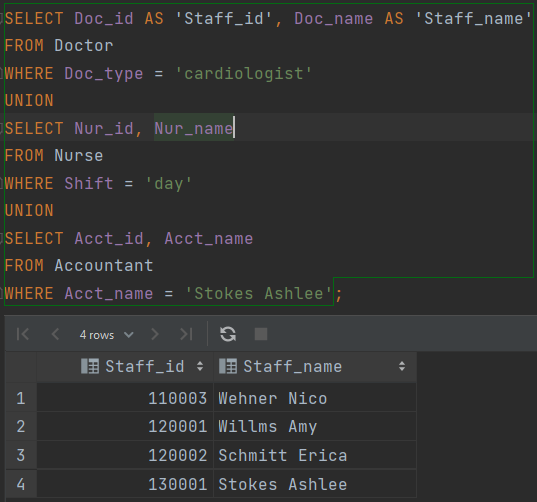 SELECT Doc_id AS 'Staff_id', Doc_name AS 'Staff_name'
FROM Doctor
WHERE Doc_type = 'cardiologist'
UNION
SELECT Nur_id, Nur_name
FROM Nurse
WHERE Shift = 'day'
UNION
SELECT Acct_id, Acct_name
FROM Accountant
WHERE Acct_name = 'Stokes Ashlee';
4 rows
Staff_id Staff_name
1 110003 Wehner Nico
2 120001 Willms Amy
3 120002 Schmitt Erica
4 130001 Stokes Ashlee